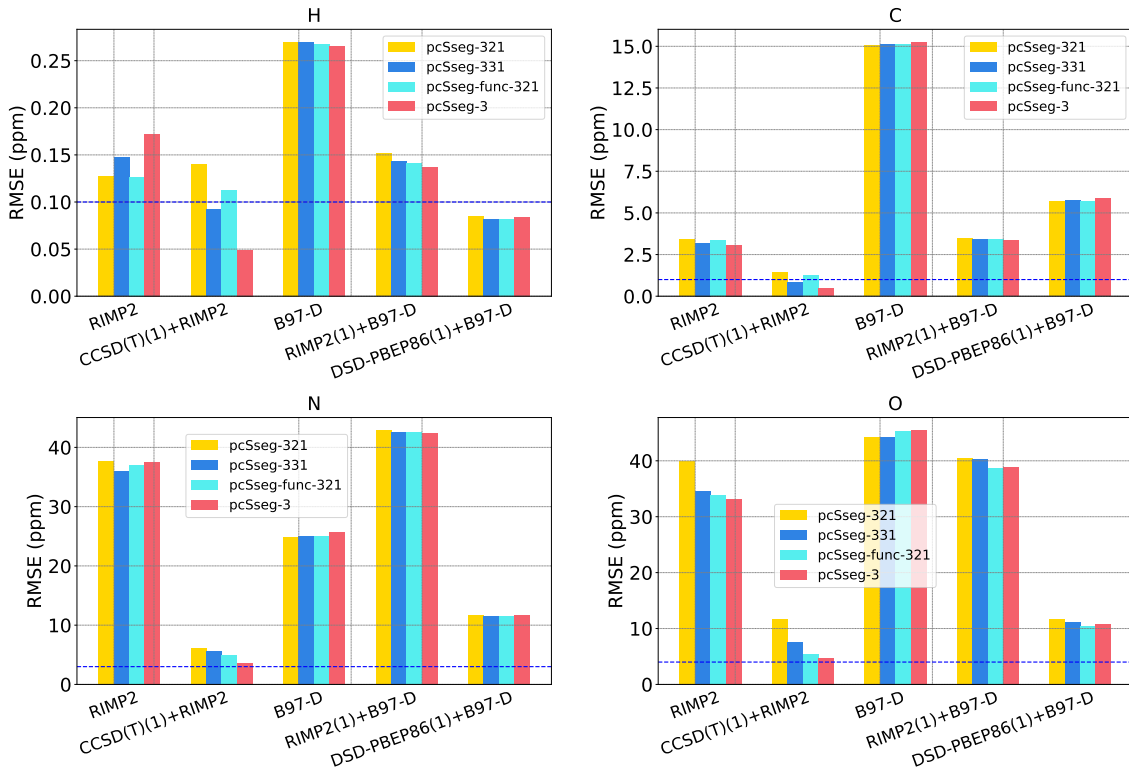 H
RMSE (ppm)
0.25
0.20
0.15
0.10
0.05
0.00
pcSseg-321
pcSseg-331
pcSseg-func-321
pcSseg-3
RIMP2
CCSD(T)(1)+RIMP2
B97-D
RIMP2(1)+B97-D
DSD-PBEP86(1)+B97-D
C
RMSE (ppm)
15.0
12.5
10.0
7.5
5.0
2.5
0.0
pcSseg-321
pcSseg-331
pcSseg-func-321
pcSseg-3
RIMP2
CCSD(T)(1)+RIMP2
B97-D
RIMP2(1)+B97-D
DSD-PBEP86(1)+B97-D
N
RMSE (ppm)
40
30
20
10
0
pcSseg-321
pcSseg-331
pcSseg-func-321
pcSseg-3
RIMP2
CCSD(T)(1)+RIMP2
B97-D
RIMP2(1)+B97-D
DSD-PBEP86(1)+B97-D
O
RMSE (ppm)
40
30
20
10
0
pcSseg-321
pcSseg-331
pcSseg-func-321
pcSseg-3
RIMP2
CCSD(T)(1)+RIMP2
B97-D
RIMP2(1)+B97-D
DSD-PBEP86(1)+B97-D